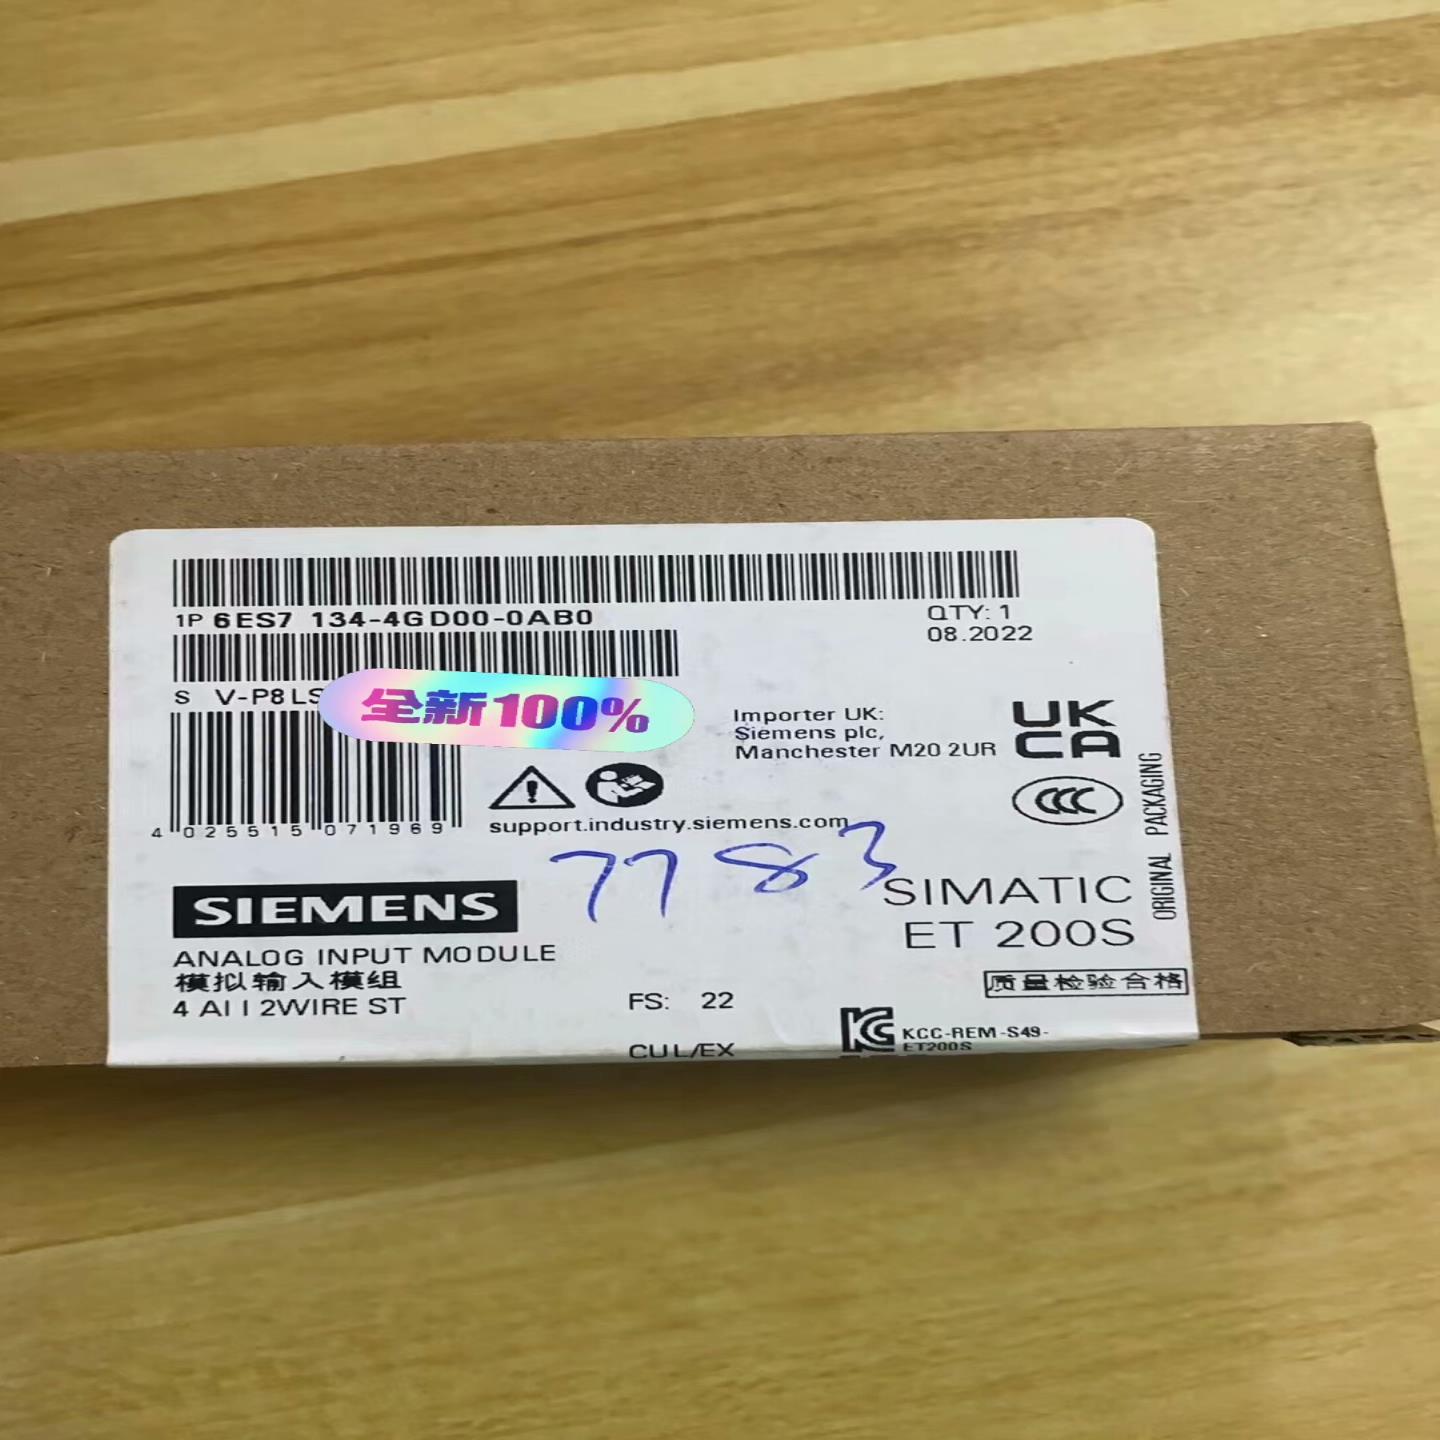 1P 6ES7 134-4GD00-0AB0
QTY: 1
08.2022
S V-P8LS
全新100%
Importer UK:
Siemens plc,
Manchester M20 2UR
UK
CA
CCC
4 025515 071969
support.industry.siemens.com
ORIGINAL PACKAGING
7783
SIEMENS
SIMATIC
ET 200S
ANALOG INPUT MODULE
模拟输入模组
4 AI I 2WIRE ST
FS: 22
质量检验合格
CUL/EX
KCC-REM-S49-
ET200S